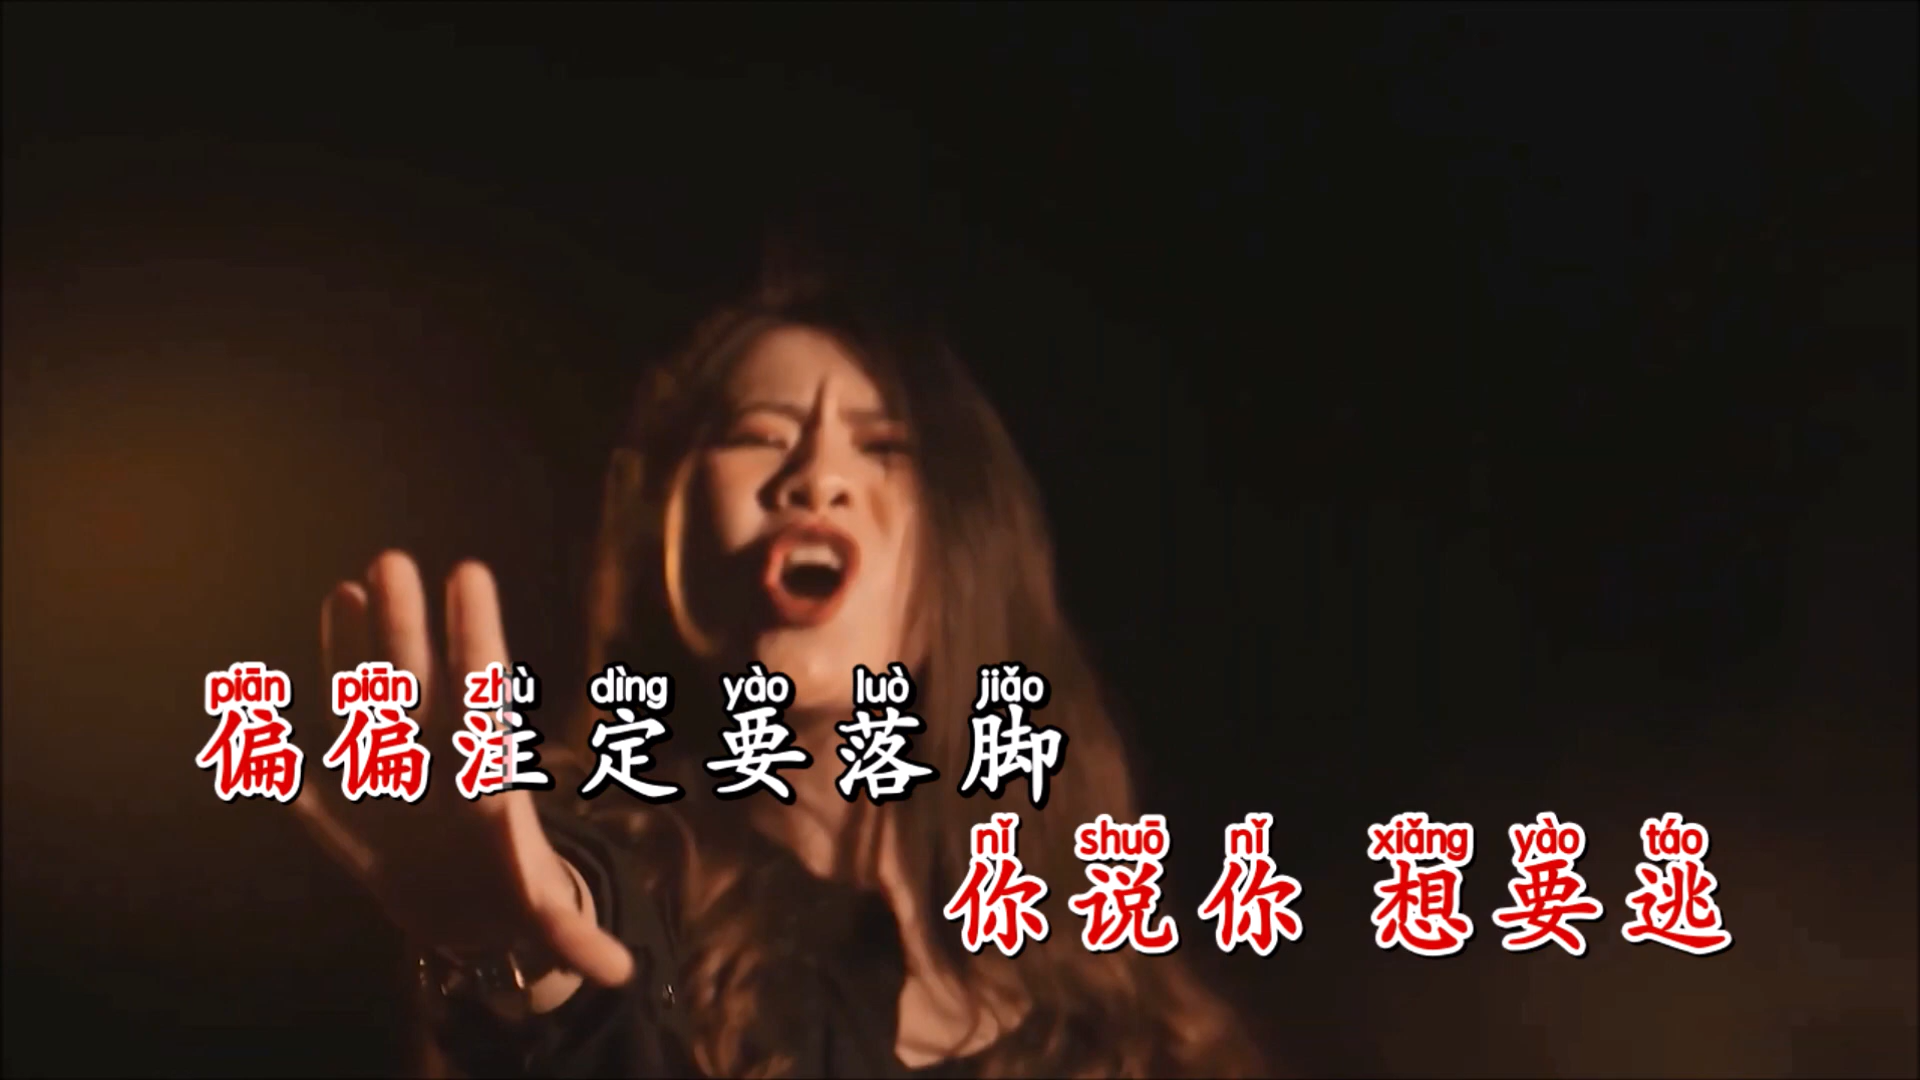 piān piān zhù dìng yào luò jiǎo
偏偏注定要落脚
nǐ shuō nǐ xiǎng yào táo
你说你 想要逃